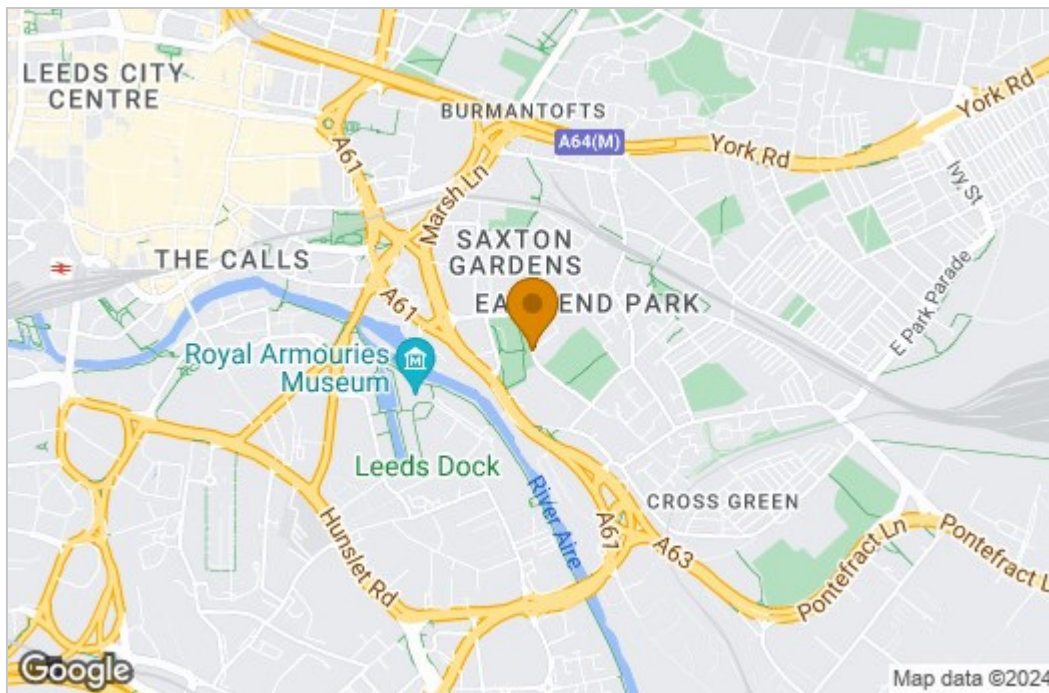 LEEDS CITY
CENTRE
BURMANTOFTS
A64(M)
York Rd
York Rd
A61
Marsh Ln
Ivy St
SAXTON
GARDENS
THE CALLS
A61
END PARK
E Park Parade
Royal Armouries
Museum
M
Leeds Dock
River Aire
CROSS GREEN
Hunslet Rd
A61
A63
Pontefract Ln
Pontefract L
Google
Map data ©2024